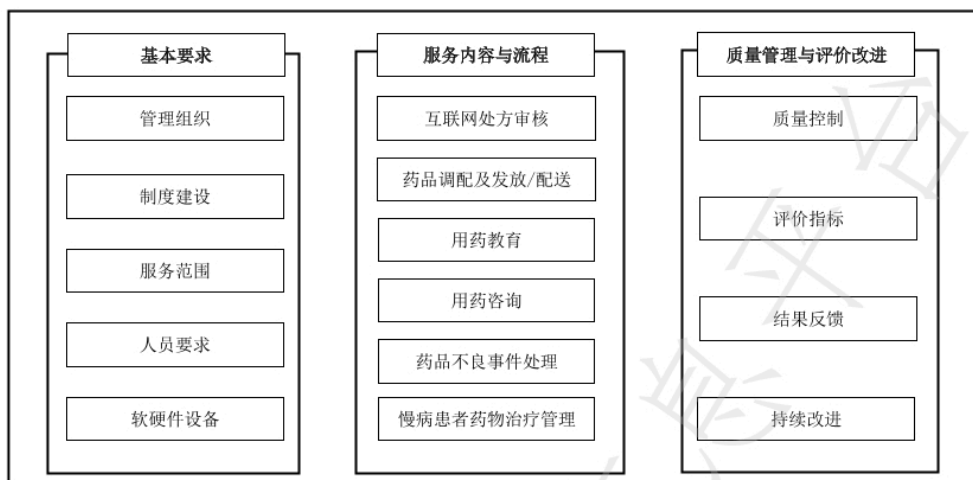 基本要求
管理组织
制度建设
服务范围
人员要求
软硬件设备
服务内容与流程
互联网处方审核
药品调配及发放/配送
用药教育
用药咨询
药品不良事件处理
慢病患者药物治疗管理
质量管理与评价改进
质量控制
评价指标
结果反馈
持续改进
息平台